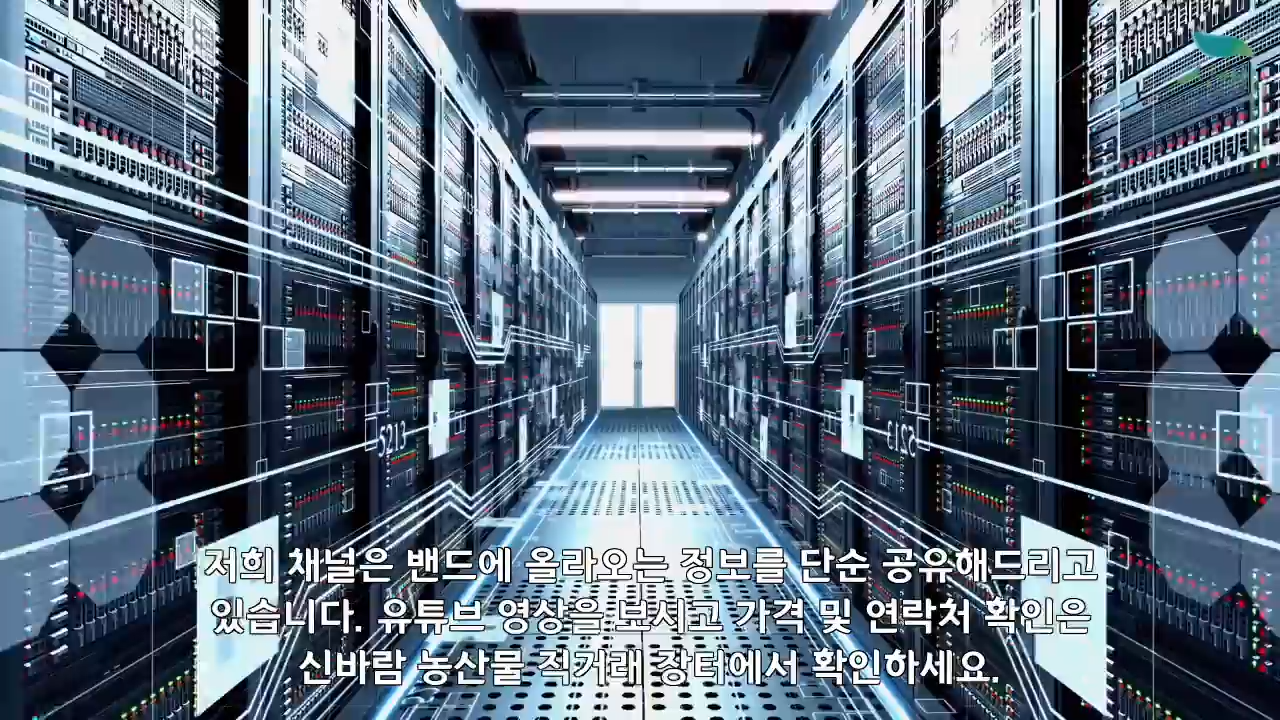 5213
5213
저희 채널은 밴드에 올라오는 정보를 단순 공유해드리고
있습니다. 유튜브 영상을 보시고 가격 및 연락처 확인은
신바람 농산물 직거래 장터에서 확인하세요.